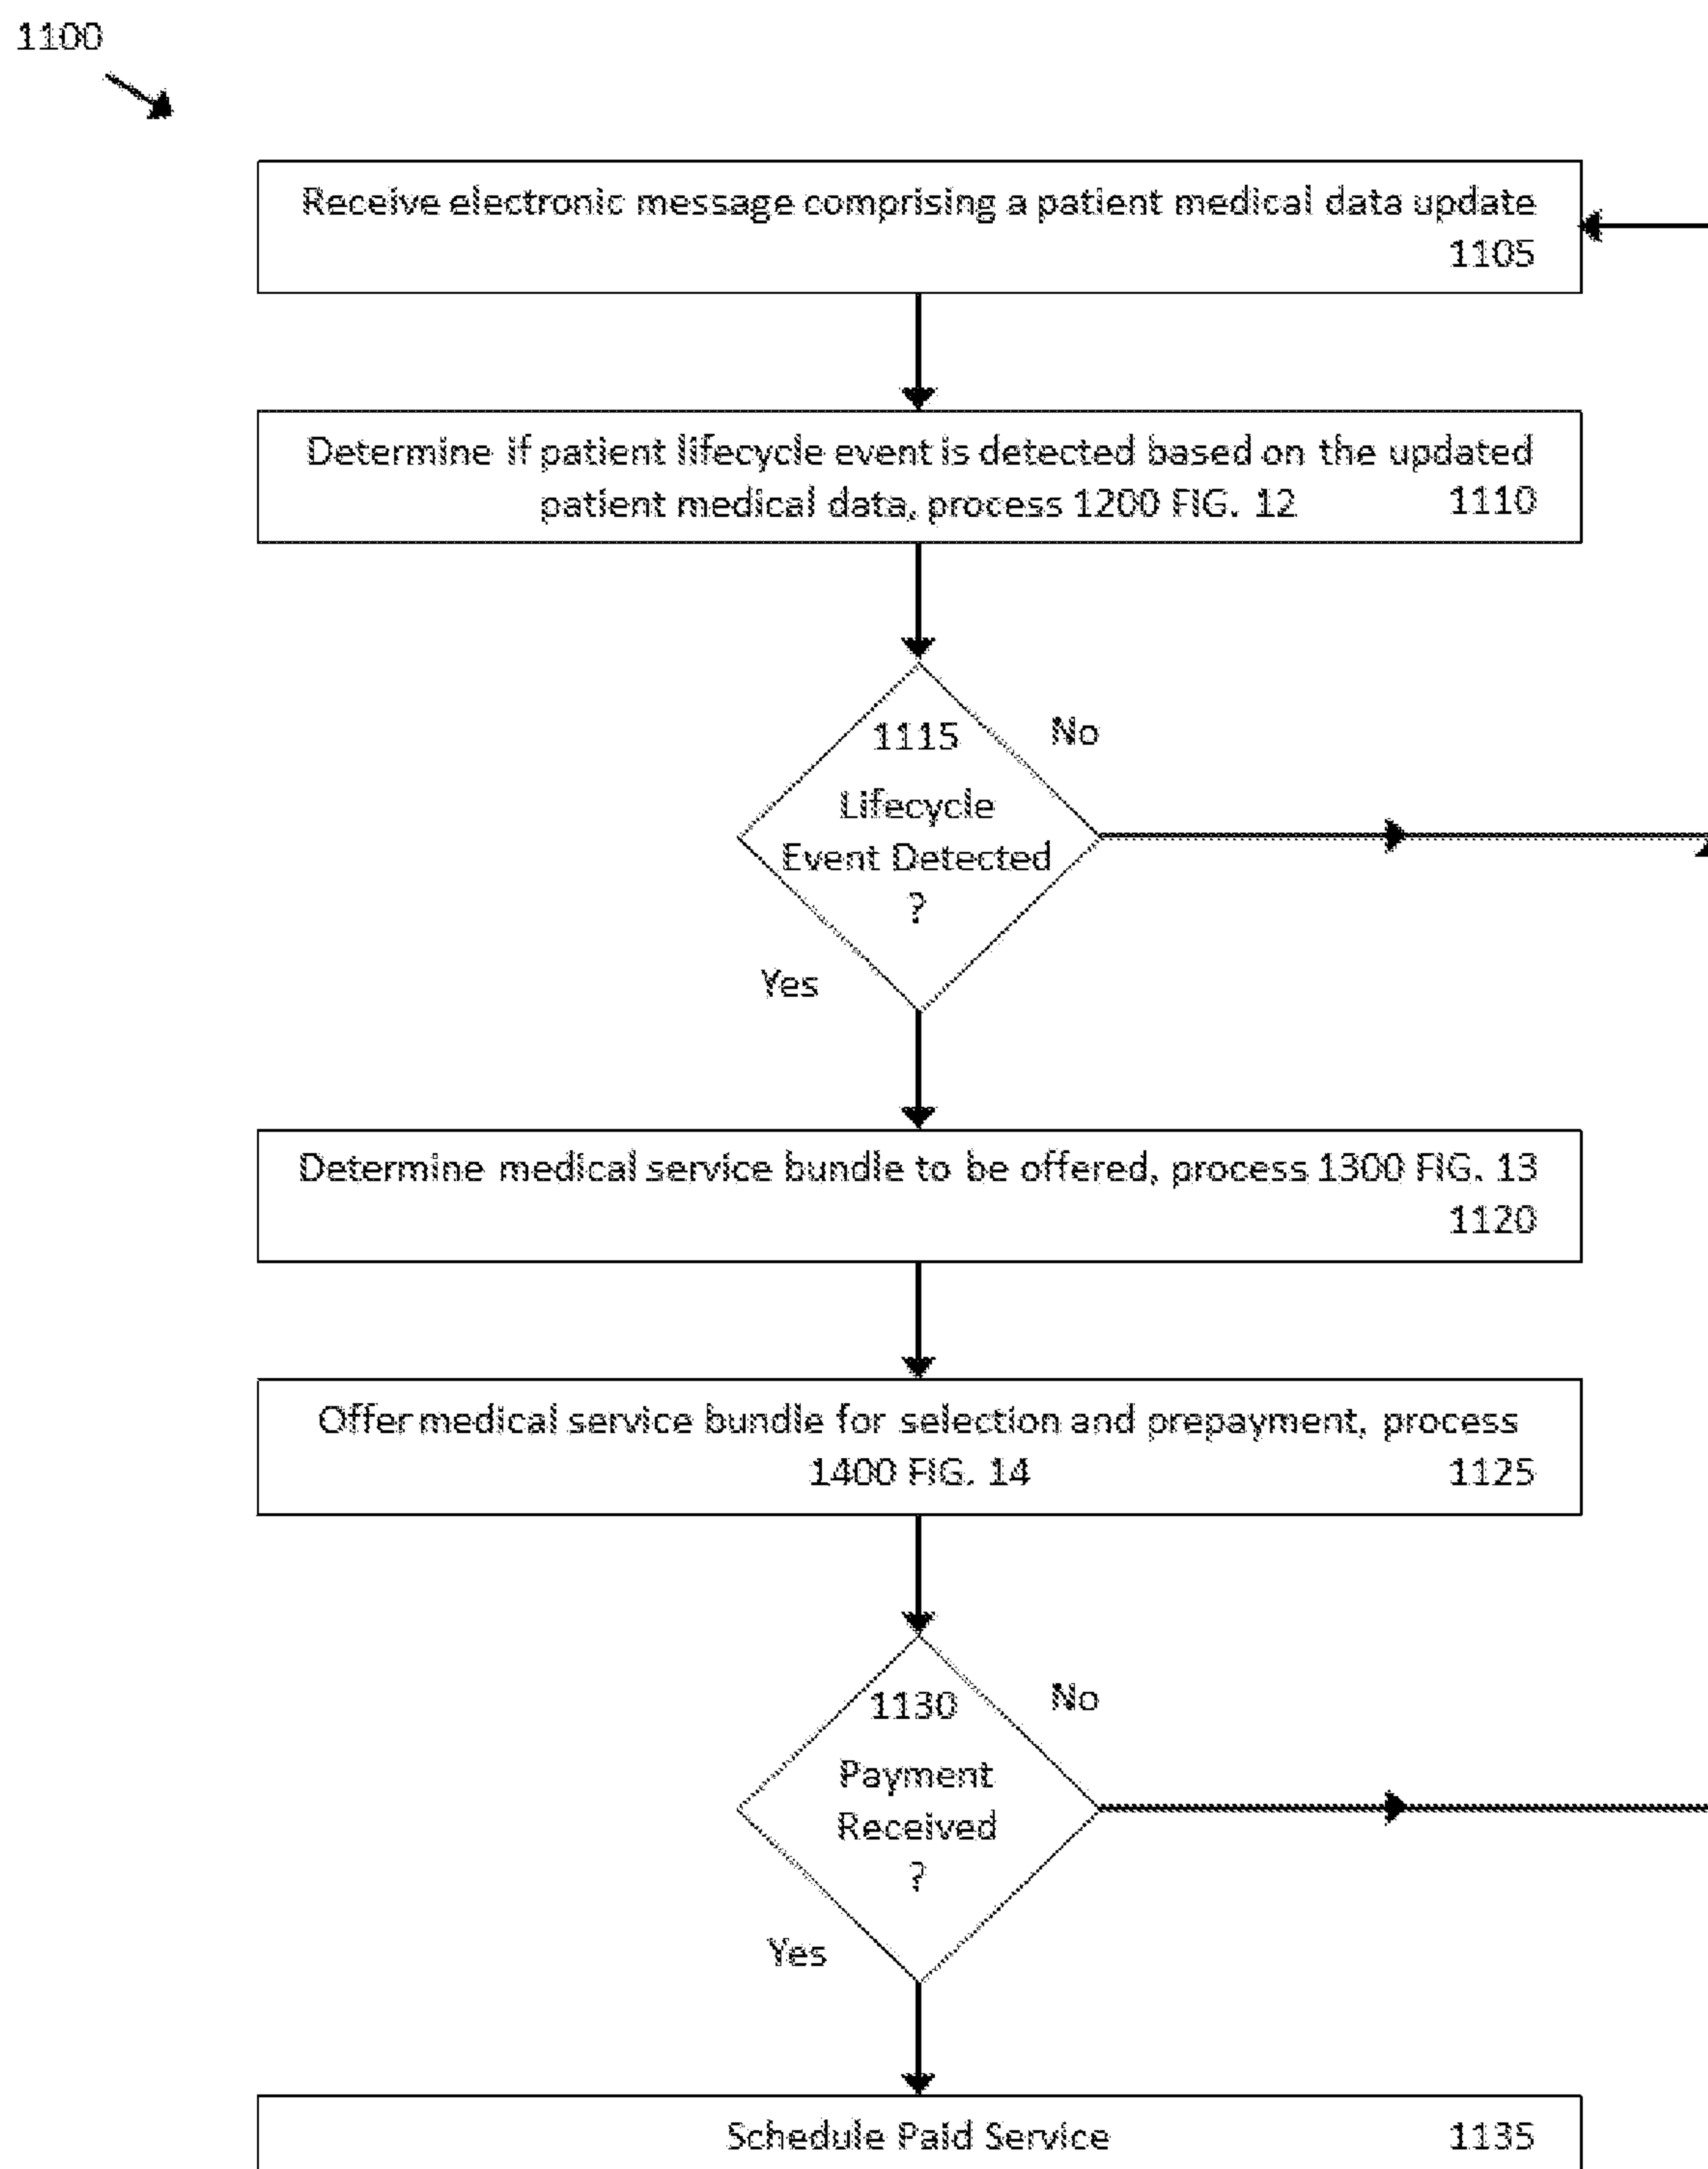 1100
Receive electronic message comprising a patient medical data update
1105
Determine if patient lifecycle event is detected based on the updated
patient medical data, process 1200 FIG. 12 1110
1115
No
Lifecycle
Event Detected
?
Yes
Determine medical service bundle to be offered, process 1300 FIG. 13
1120
Offer medical service bundle for selection and prepayment, process
1400 FIG. 14 1125
1130
No
Payment
Received
?
Yes
Schedule Paid Service 1135